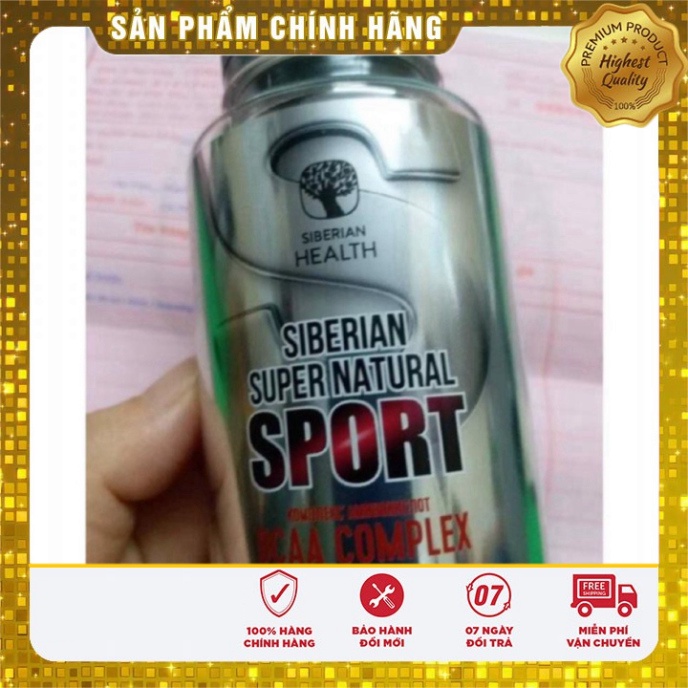 SẢN PHẨM CHÍNH HÃNG
PREMIUM PRODUCT
Highest
Quality
100%
SIBERIAN
HEALTH
SIBERIAN
SUPER NATURAL
SPORT
BCAA COMPLEX
07
FREE
SHIPPING
100% HÀNG
CHÍNH HÃNG
BẢO HÀNH
ĐỔI MỚI
07 NGÀY
ĐỔI TRẢ
MIỄN PHÍ
VẬN CHUYỂN